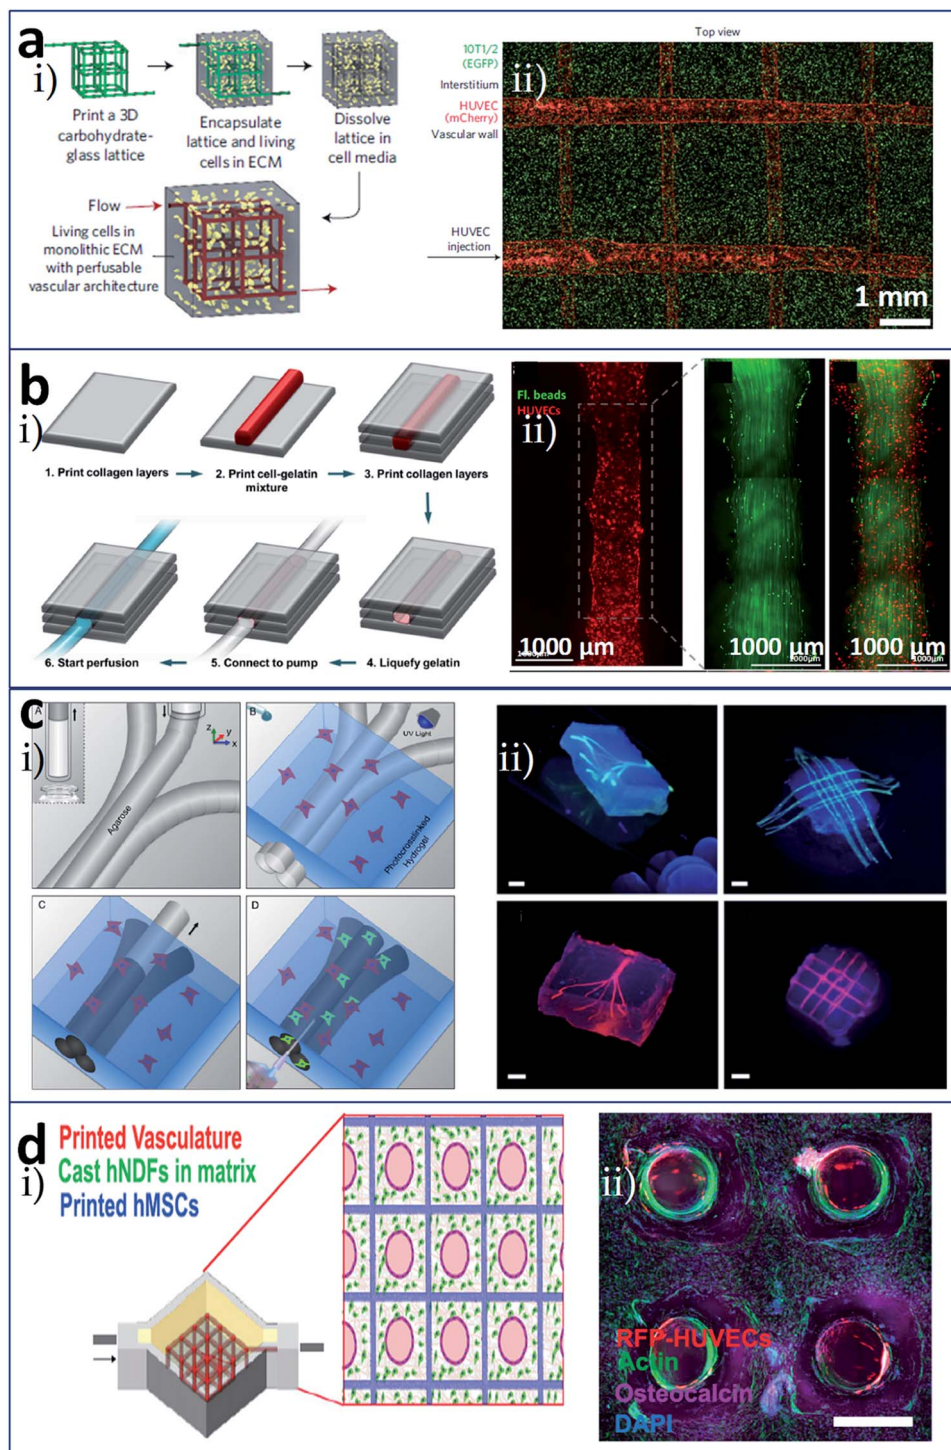 a
i)
Print a 3D
carbohydrate-
glass lattice
Encapsulate
lattice and living
cells in ECM
Dissolve
lattice in
cell media
Flow
Living cells in
monolithic ECM
with perfusable
vascular architecture
Top view
10T1/2
(EGFP)
Interstitium
HUVEC
(mCherry)
Vascular wall
HUVEC
injection
ii)
1 mm
b
i)
1. Print collagen layers
2. Print cell-gelatin
mixture
3. Print collagen layers
6. Start perfusion
5. Connect to pump
4. Liquefy gelatin
Fl. beads
HUVECs
ii)
1000 µm
1000 µm
1000µm
1000 µm
1000µm
c
i)
A
z
y
x
Agarose
B
UV Light
Photocrosslinked
Hydrogel
C
D
ii)
d
i)
Printed Vasculature
Cast hNDFs in matrix
Printed hMSCs
ii)
RFP-HUVECs
Actin
Osteocalcin
DAPI